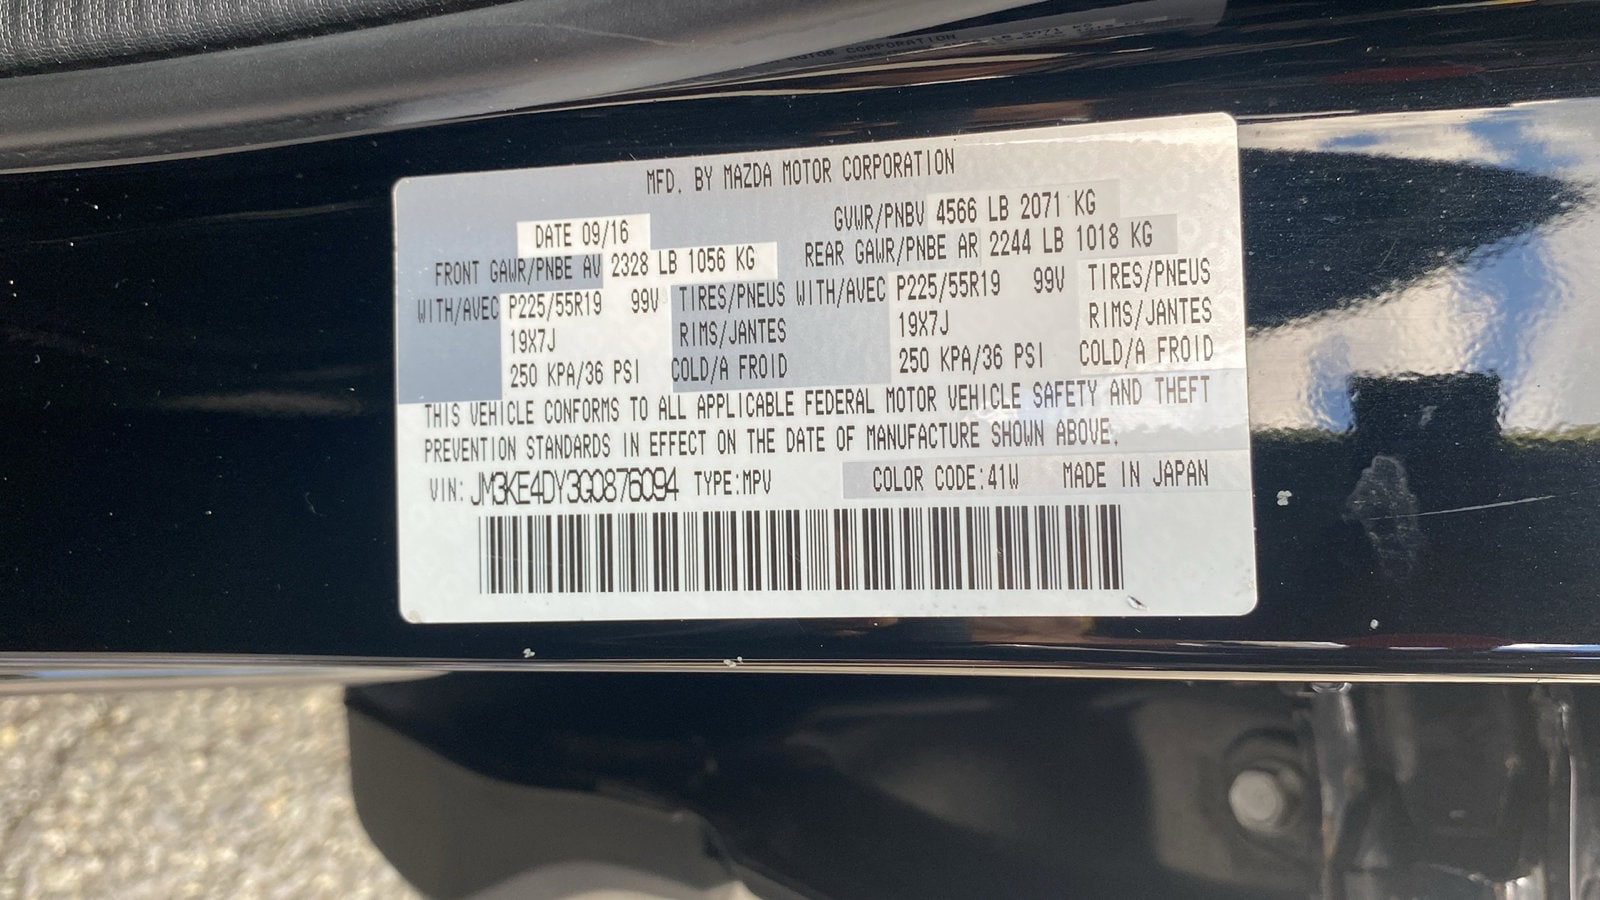 MFD. BY MAZDA MOTOR CORPORATION
DATE 09/16 GVWR/PNBV 4566 LB 2071 KG
FRONT GAWR/PNBE AV 2328 LB 1056 KG REAR GAWR/PNBE AR 2244 LB 1018 KG
WITH/AVEC P225/55R19 99V TIRES/PNEUS WITH/AVEC P225/55R19 99V TIRES/PNEUS
19X7J RIMS/JANTES 19X7J RIMS/JANTES
250 KPA/36 PSI COLD/A FROID 250 KPA/36 PSI COLD/A FROID
THIS VEHICLE CONFORMS TO ALL APPLICABLE FEDERAL MOTOR VEHICLE SAFETY AND THEFT
PREVENTION STANDARDS IN EFFECT ON THE DATE OF MANUFACTURE SHOWN ABOVE.
VIN: JM3KE4DY3G0876094 TYPE:MPV COLOR CODE:41W MADE IN JAPAN